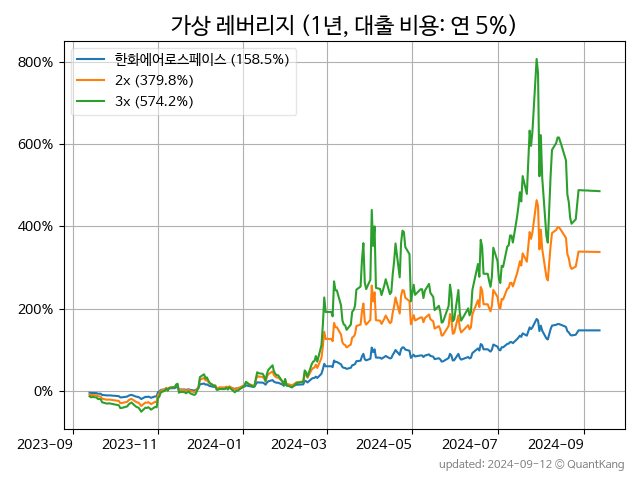 가상 레버리지 (1년, 대출 비용: 연 5%)
800%
600%
400%
200%
0%
한화에어로스페이스 (158.5%)
2x (379.8%)
3x (574.2%)
2023-09
2023-11
2024-01
2024-03
2024-05
2024-07
2024-09
updated: 2024-09-12 © QuantKang